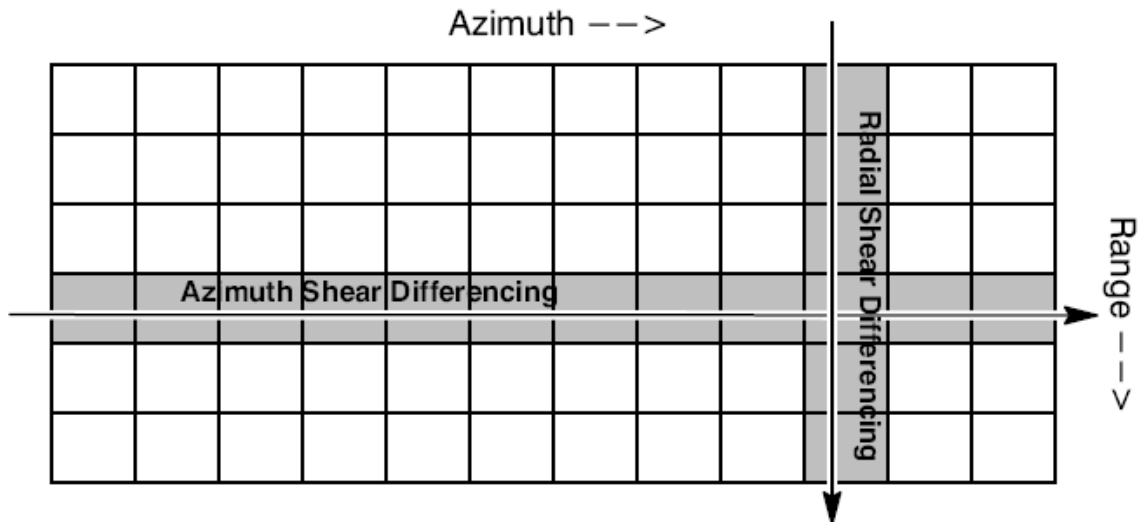 Azimuth −−>
Radial Shear Differencing
Range −−>
Azimuth Shear Differencing